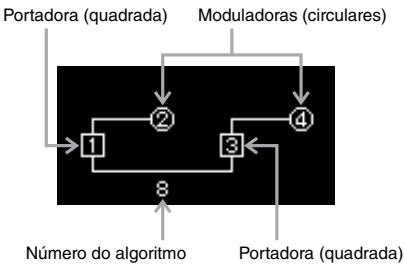 Portadora (quadrada) Moduladoras (circulares)
2 4
1 3
8
Número do algoritmo Portadora (quadrada)